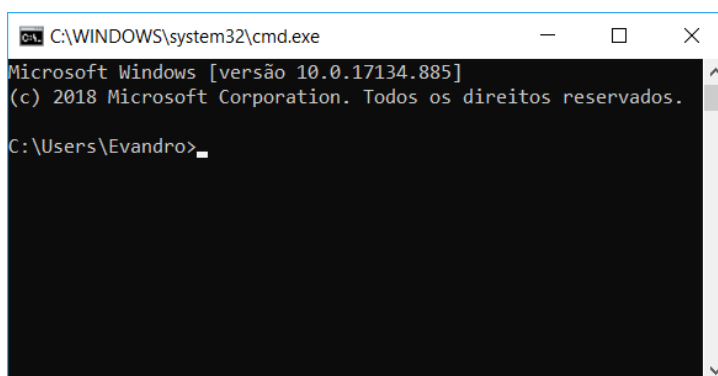 C:\WINDOWS\system32\cmd.exe
Microsoft Windows [versão 10.0.17134.885]
(c) 2018 Microsoft Corporation. Todos os direitos reservados.
C:\Users\Evandro>